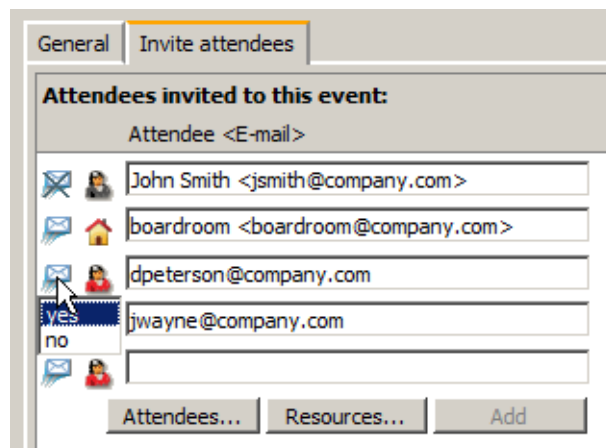 General Invite attendees
Attendees invited to this event:
Attendee <E-mail>
John Smith <jsmith@company.com>
boardroom <boardroom@company.com>
dpeterson@company.com
yes
jwayne@company.com
no
Attendees... Resources... Add